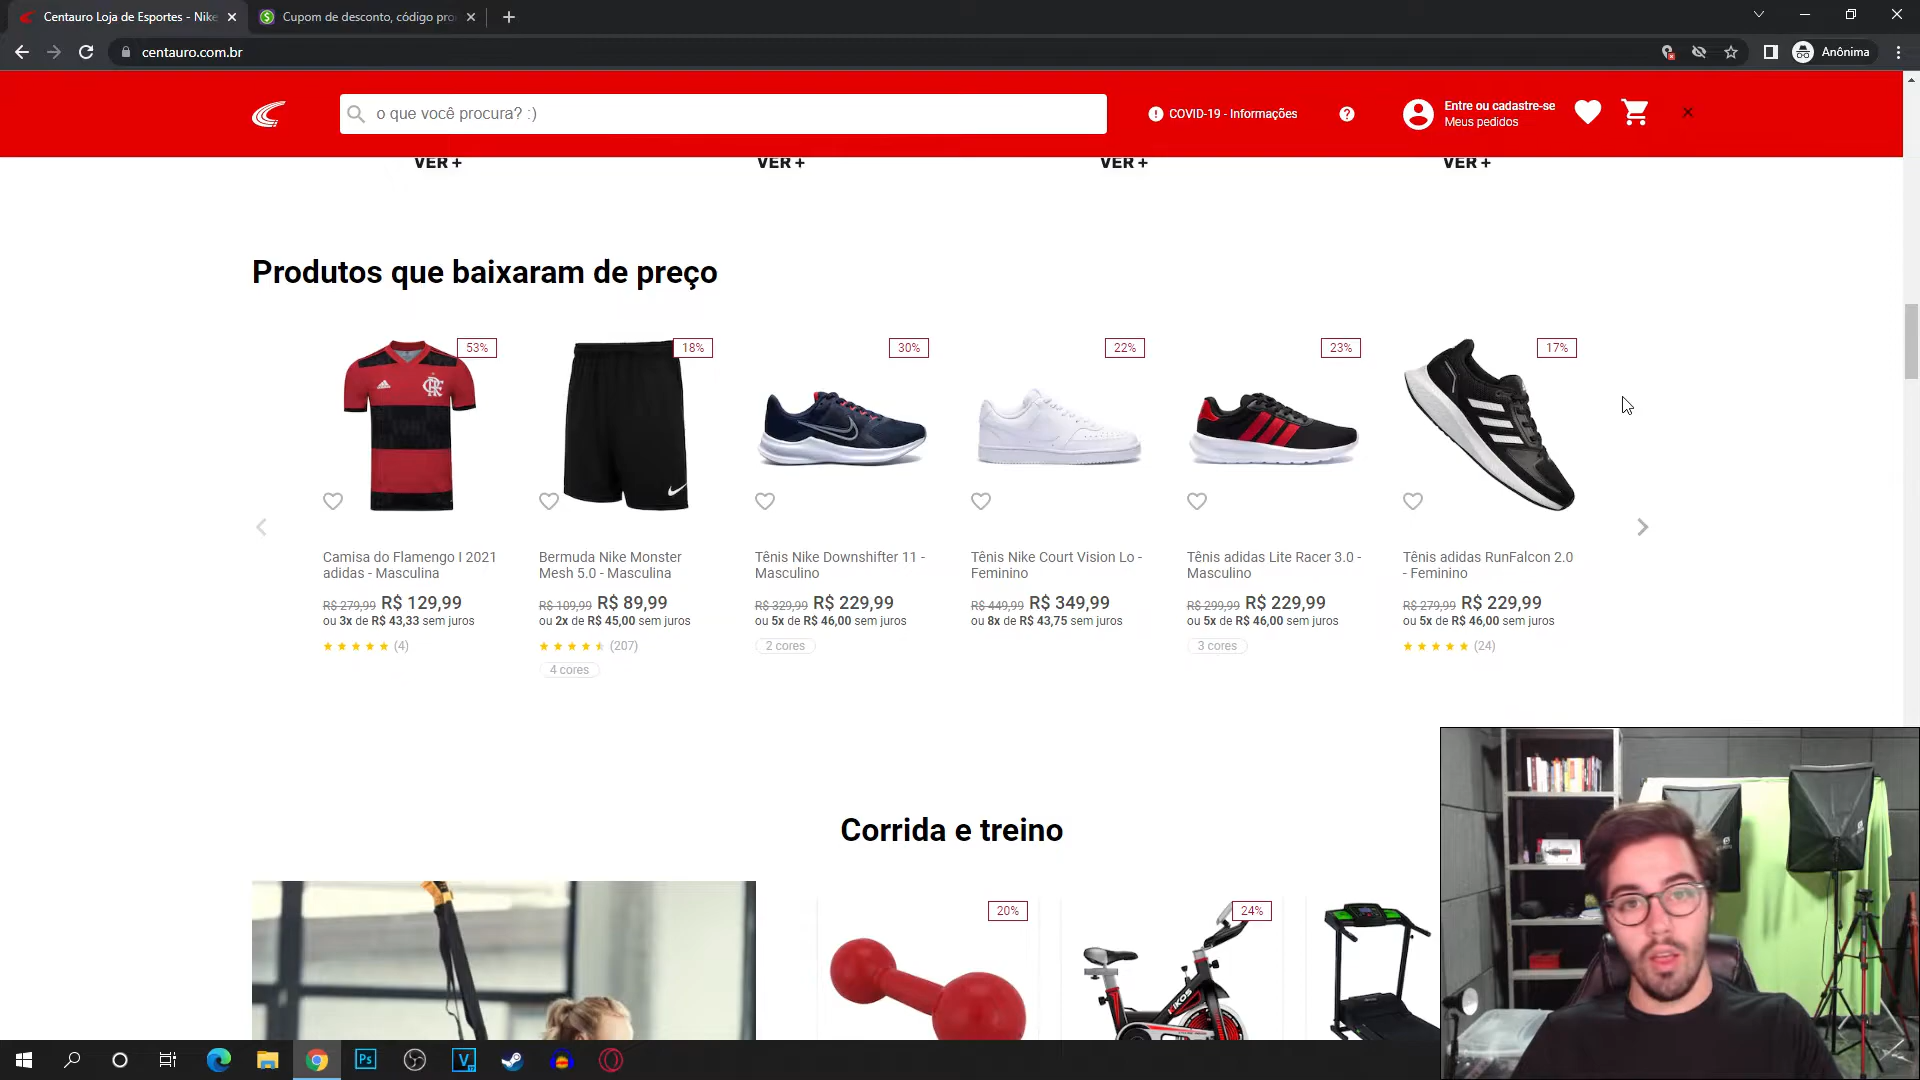 Centauro Loja de Esportes - Nike
Cupom de desconto, código pro
centauro.com.br
Anônima
o que você procura? :)
COVID-19 - Informações
Entre ou cadastre-se
Meus pedidos
VER +
VER +
VER +
VER +
Produtos que baixaram de preço
53%
18%
30%
22%
23%
17%
Camisa do Flamengo I 2021
adidas - Masculina
R$ 279,99 R$ 129,99
ou 3x de R$ 43,33 sem juros
(4)
Bermuda Nike Monster
Mesh 5.0 - Masculina
R$ 109,99 R$ 89,99
ou 2x de R$ 45,00 sem juros
(207)
4 cores
Tênis Nike Downshifter 11 -
Masculino
R$ 329,99 R$ 229,99
ou 5x de R$ 46,00 sem juros
2 cores
Tênis Nike Court Vision Lo -
Feminino
R$ 449,99 R$ 349,99
ou 8x de R$ 43,75 sem juros
Tênis adidas Lite Racer 3.0 -
Masculino
R$ 299,99 R$ 229,99
ou 5x de R$ 46,00 sem juros
3 cores
Tênis adidas RunFalcon 2.0
- Feminino
R$ 279,99 R$ 229,99
ou 5x de R$ 46,00 sem juros
(24)
Corrida e treino
20%
24%
KIKOS
Ps
V